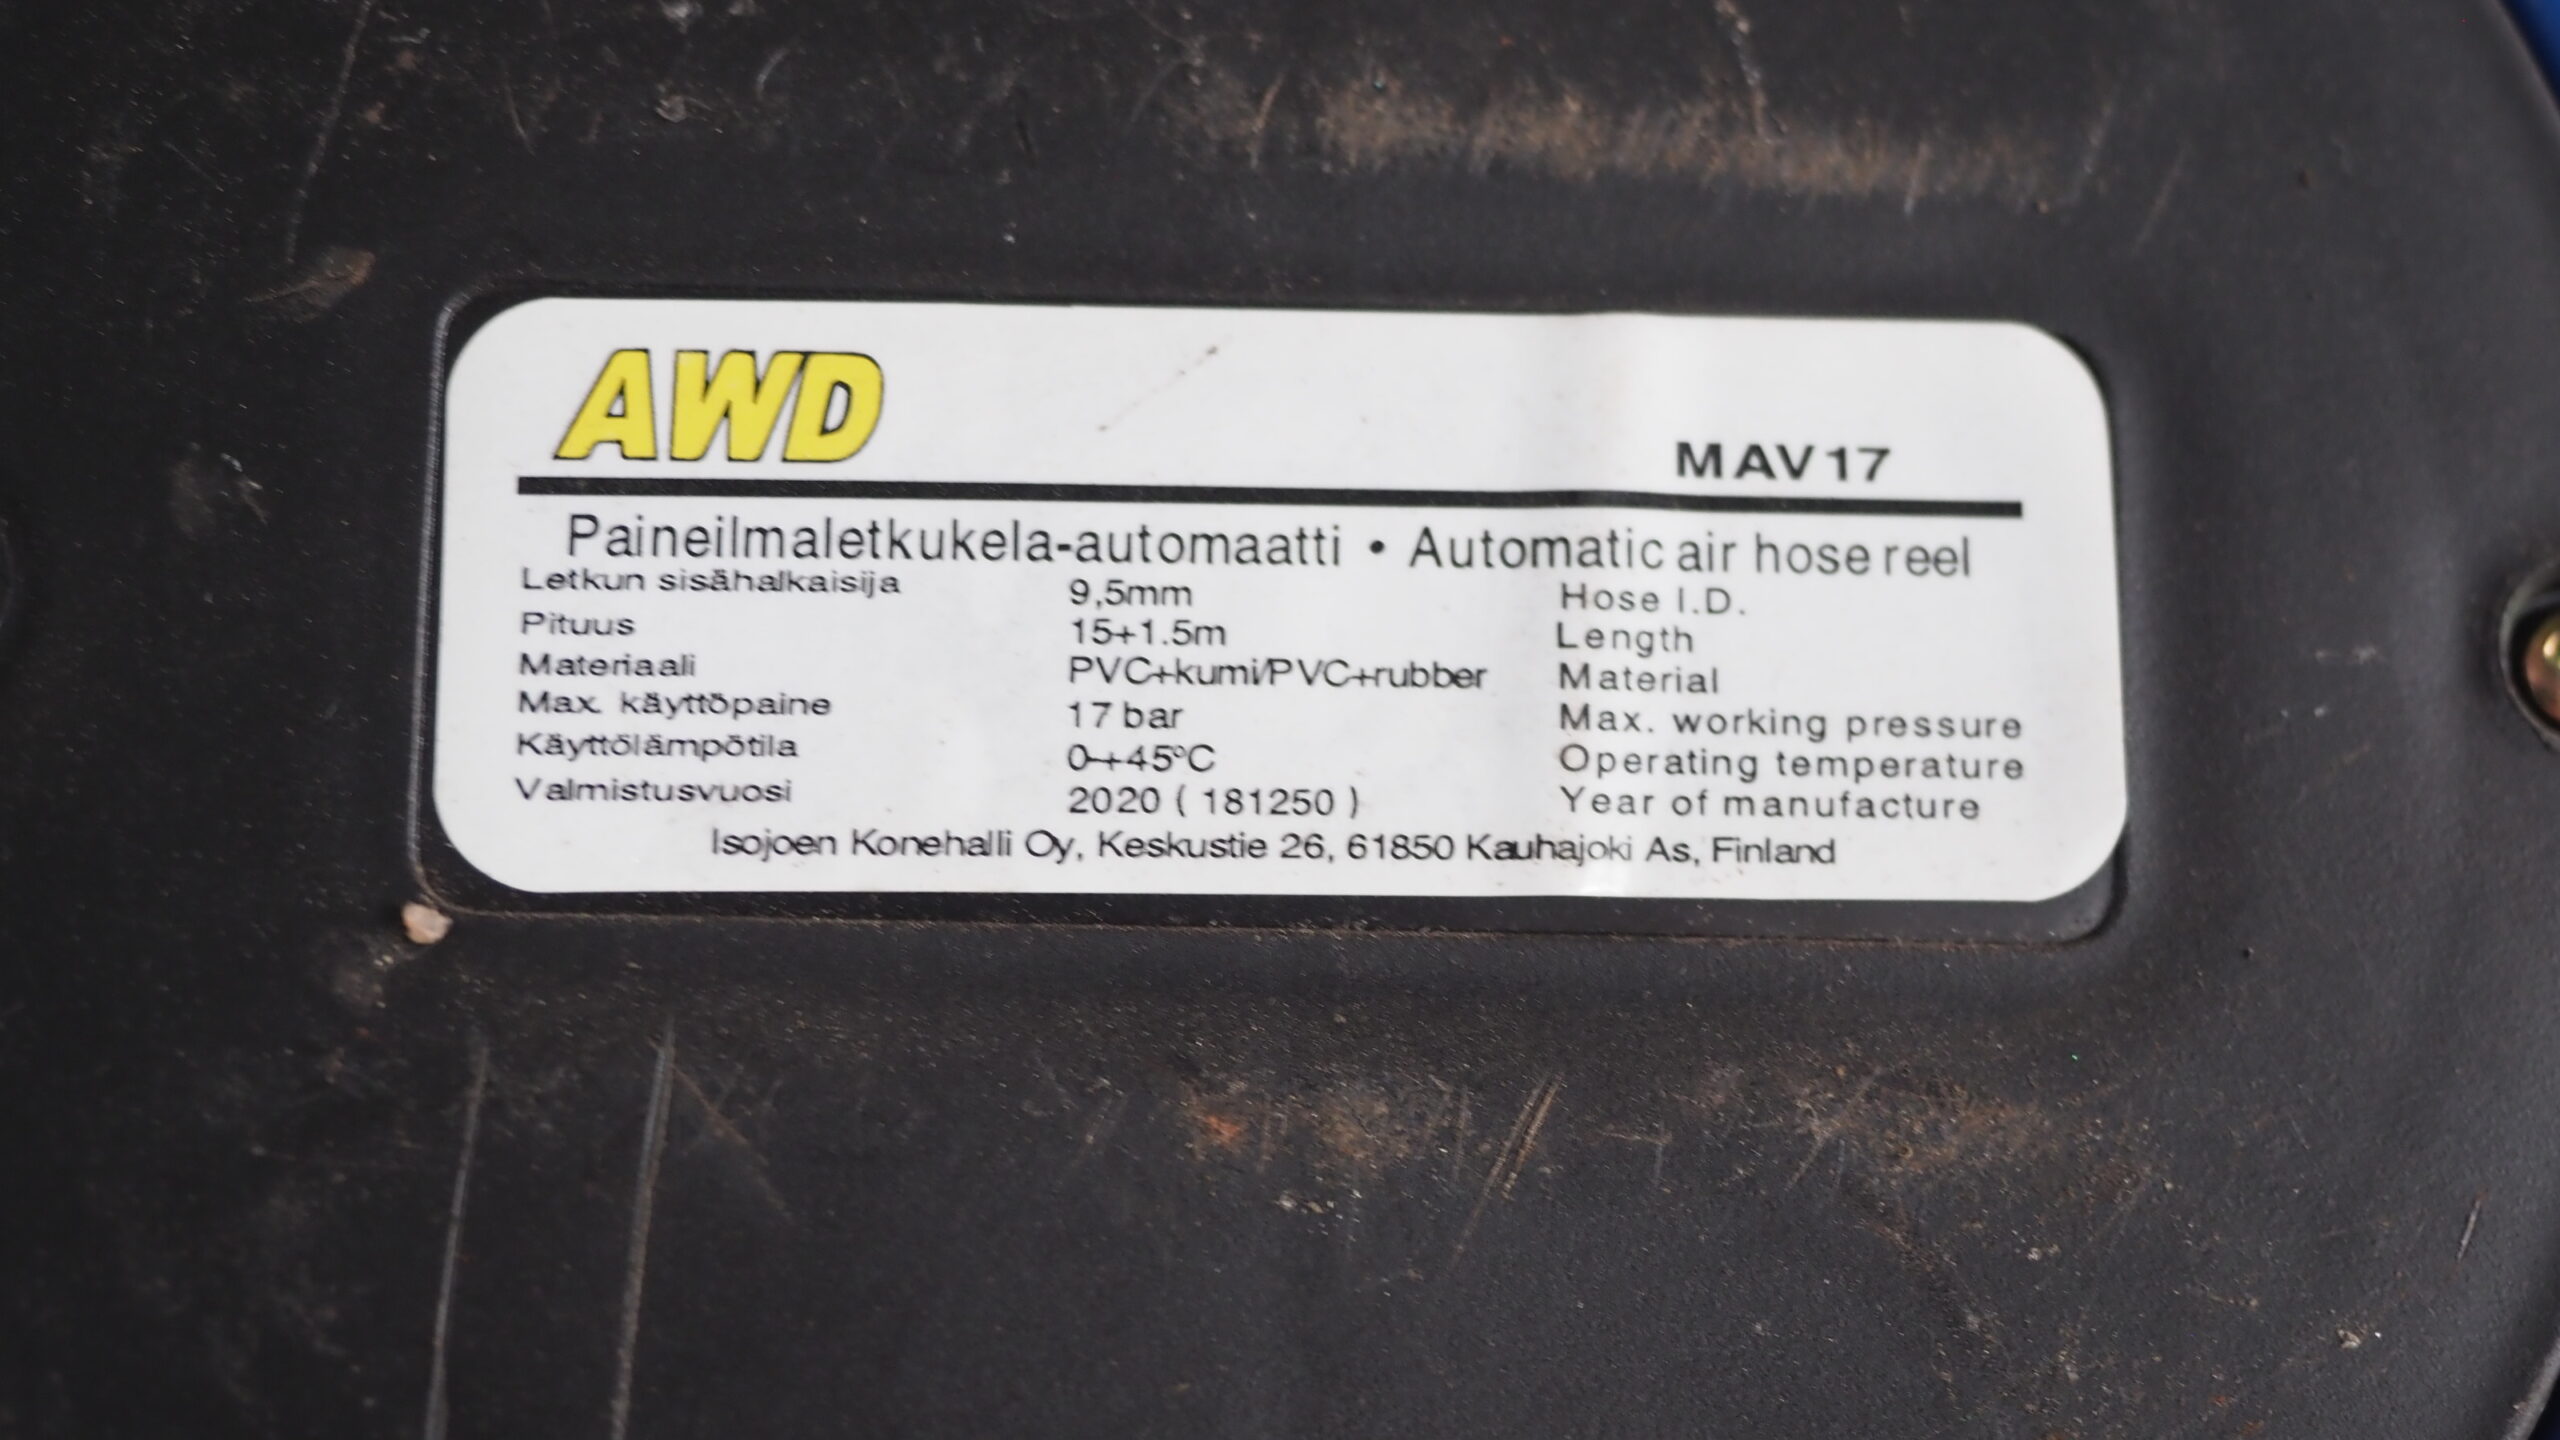 AWD
MAV17
Paineilmaletkukela-automaatti • Automatic air hose reel
Letkun sisähalkaisija 9,5mm Hose I.D.
Pituus 15+1.5m Length
Materiaali PVC+kumi/PVC+rubber Material
Max. käyttöpaine 17 bar Max. working pressure
Käyttölämpötila 0-+45ºC Operating temperature
Valmistusvuosi 2020 ( 181250 ) Year of manufacture
Isojoen Konehalli Oy, Keskustie 26, 61850 Kauhajoki As, Finland